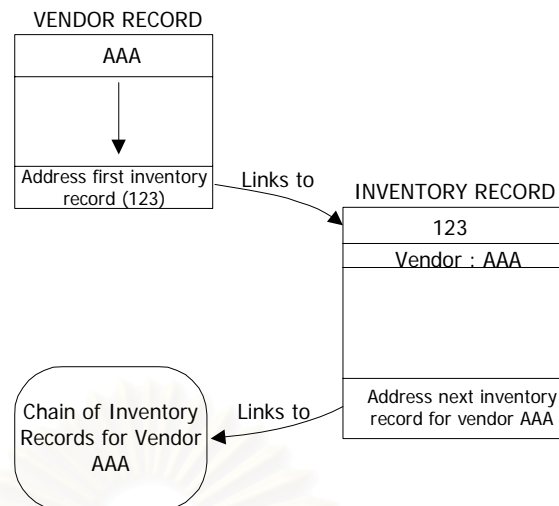 VENDOR RECORD
AAA
Address first inventory
record (123)
Links to
INVENTORY RECORD
123
Vendor : AAA
Address next inventory
record for vendor AAA
Links to
Chain of Inventory
Records for Vendor
AAA